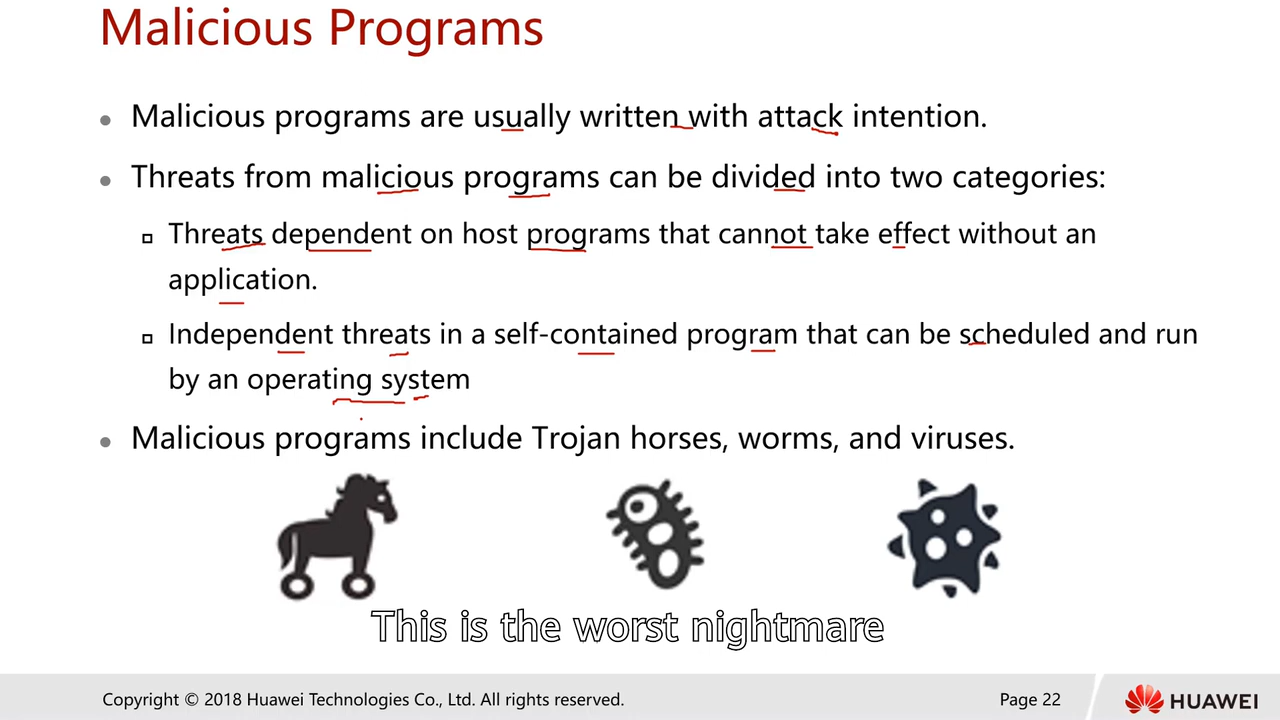 Malicious Programs
Malicious programs are usually written with attack intention.
Threats from malicious programs can be divided into two categories:
Threats dependent on host programs that cannot take effect without an
application.
Independent threats in a self-contained program that can be scheduled and run
by an operating system
Malicious programs include Trojan horses, worms, and viruses.
This is the worst nightmare
Copyright © 2018 Huawei Technologies Co., Ltd. All rights reserved.
Page 22
HUAWEI